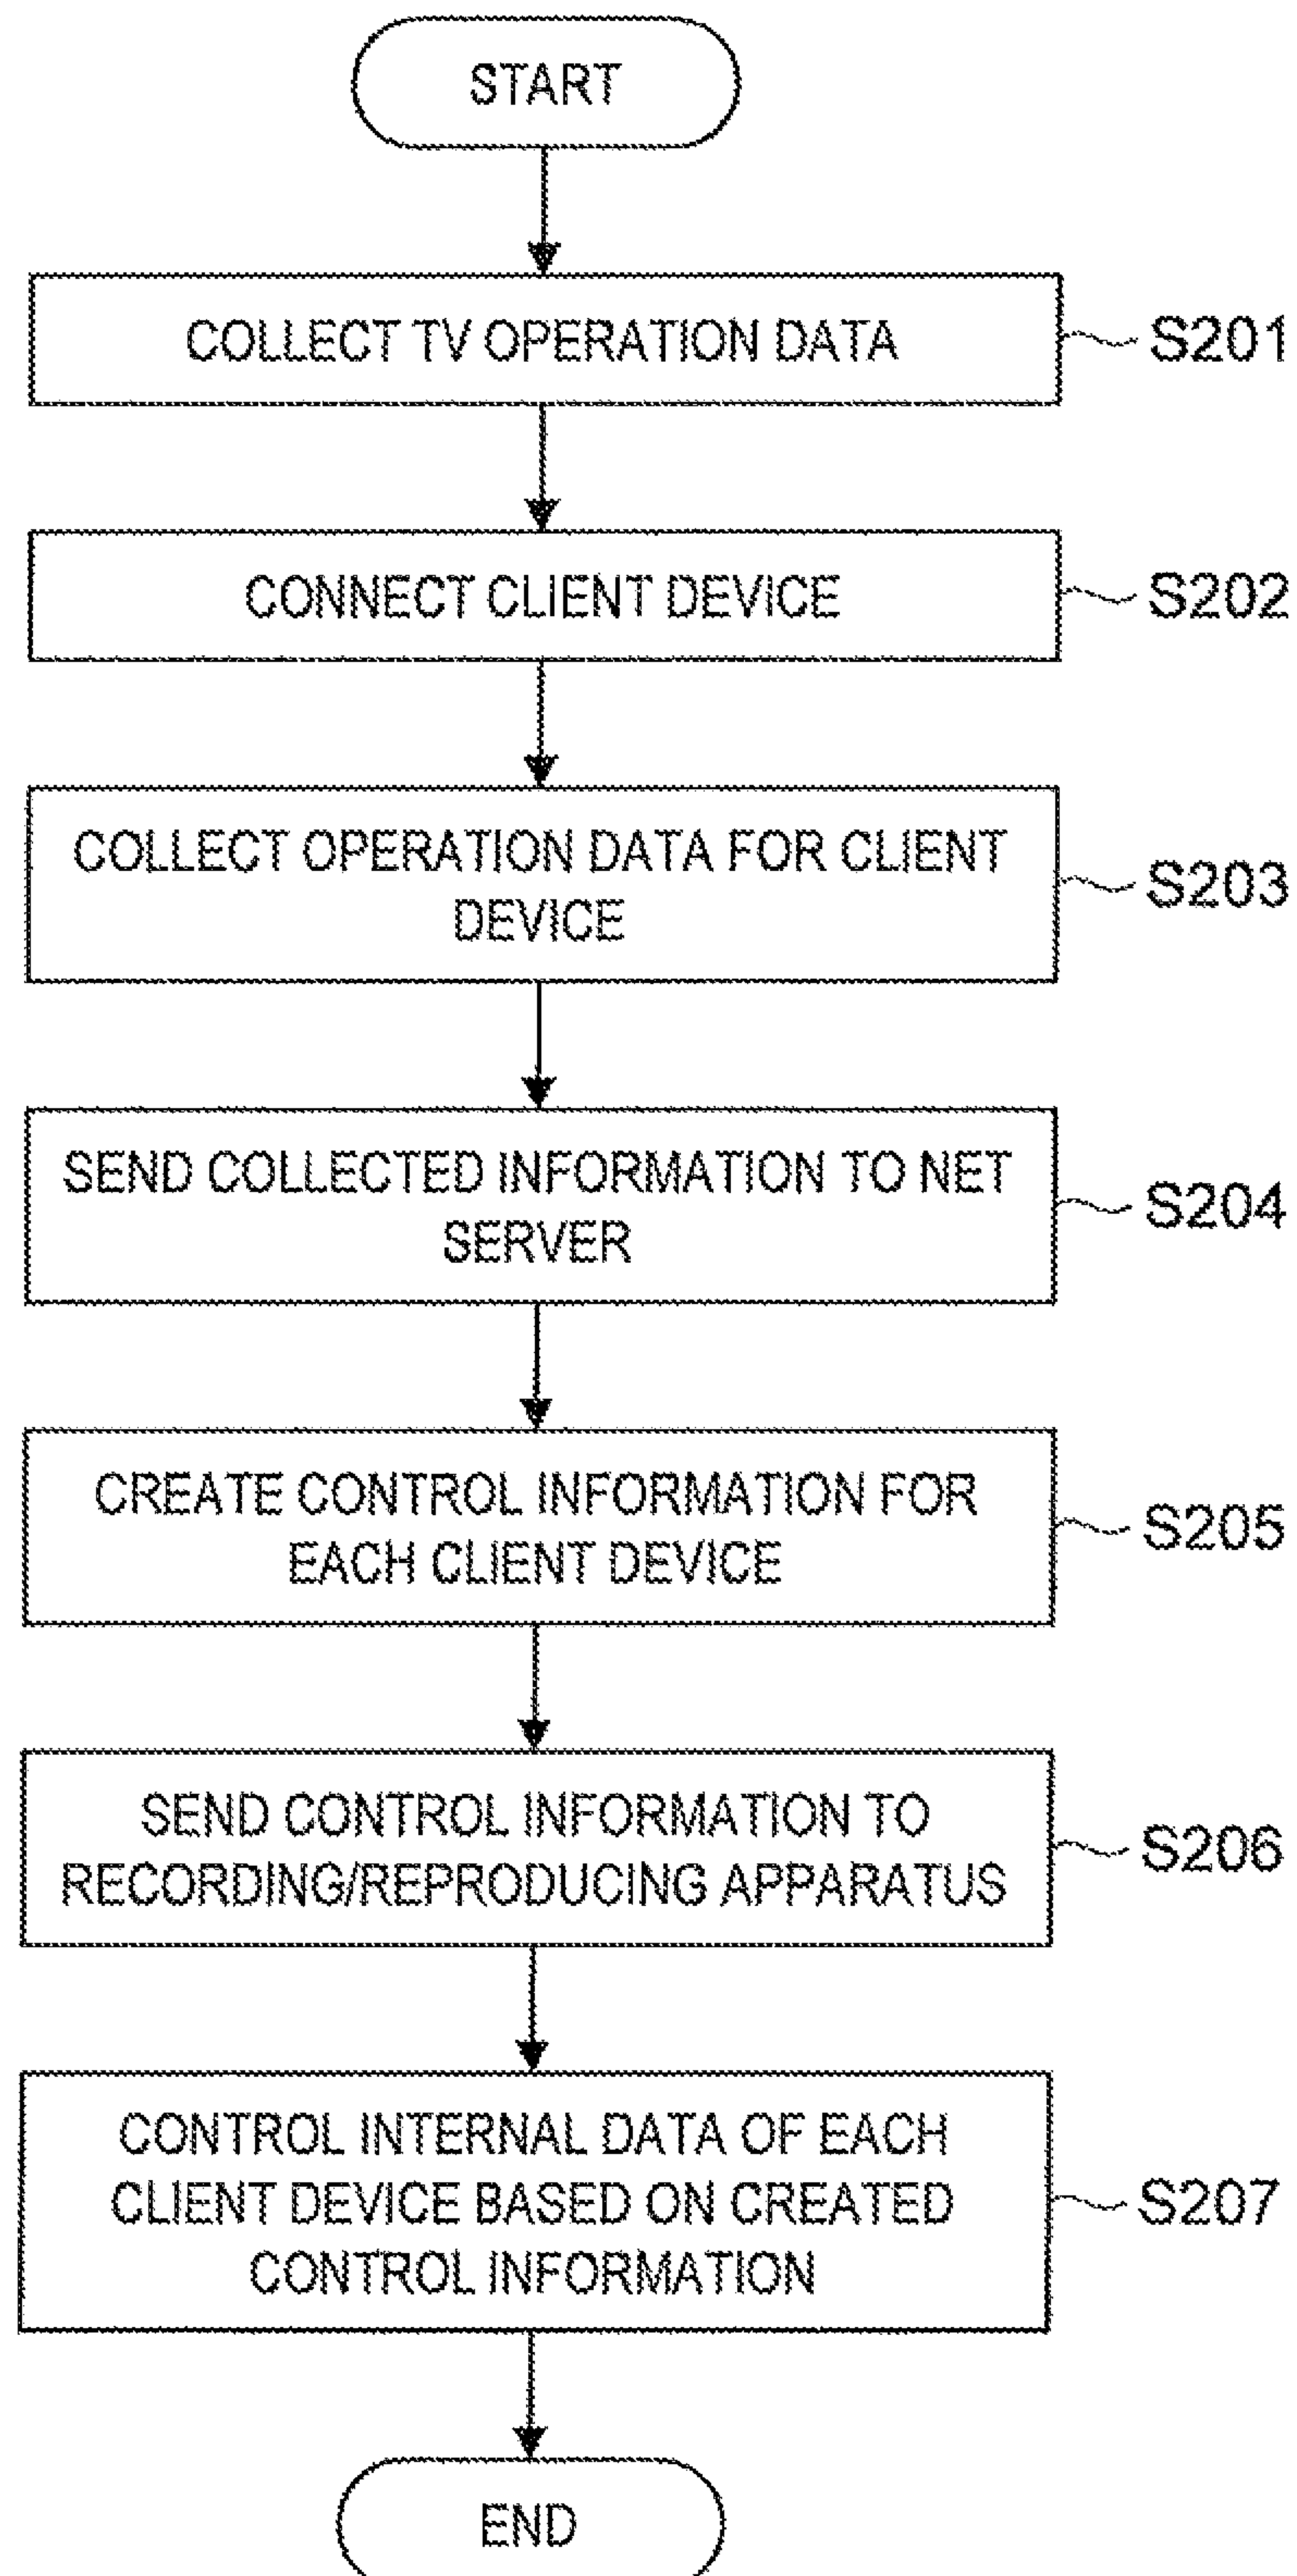 START
COLLECT TV OPERATION DATA
S201
CONNECT CLIENT DEVICE
S202
COLLECT OPERATION DATA FOR CLIENT
DEVICE
S203
SEND COLLECTED INFORMATION TO NET
SERVER
S204
CREATE CONTROL INFORMATION FOR
EACH CLIENT DEVICE
S205
SEND CONTROL INFORMATION TO
RECORDING/REPRODUCING APPARATUS
S206
CONTROL INTERNAL DATA OF EACH
CLIENT DEVICE BASED ON CREATED
CONTROL INFORMATION
S207
END